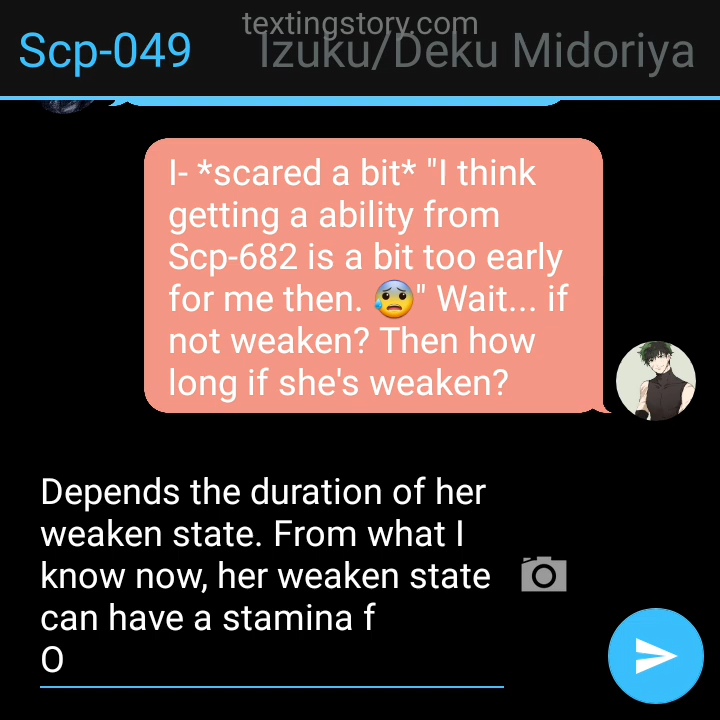 textingstory.com
Scp-049 Izuku/Deku Midoriya
I- *scared a bit* "I think
getting a ability from
Scp-682 is a bit too early
for me then. 😰" Wait... if
not weaken? Then how
long if she's weaken?
Depends the duration of her
weaken state. From what I
know now, her weaken state
can have a stamina f
O